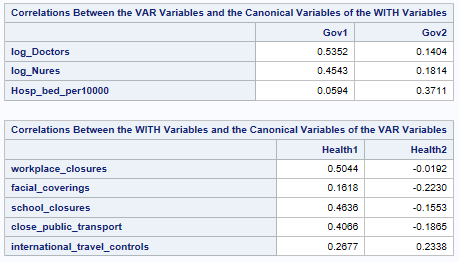 Correlations Between the VAR Variables and the Canonical Variables of the WITH Variables
Gov1 Gov2
log_Doctors 0.5352 0.1404
log_Nures 0.4543 0.1814
Hosp_bed_per10000 0.0594 0.3711
Correlations Between the WITH Variables and the Canonical Variables of the VAR Variables
Health1 Health2
workplace_closures 0.5044 -0.0192
facial_coverings 0.1618 -0.2230
school_closures 0.4636 -0.1553
close_public_transport 0.4066 -0.1865
international_travel_controls 0.2677 0.2338